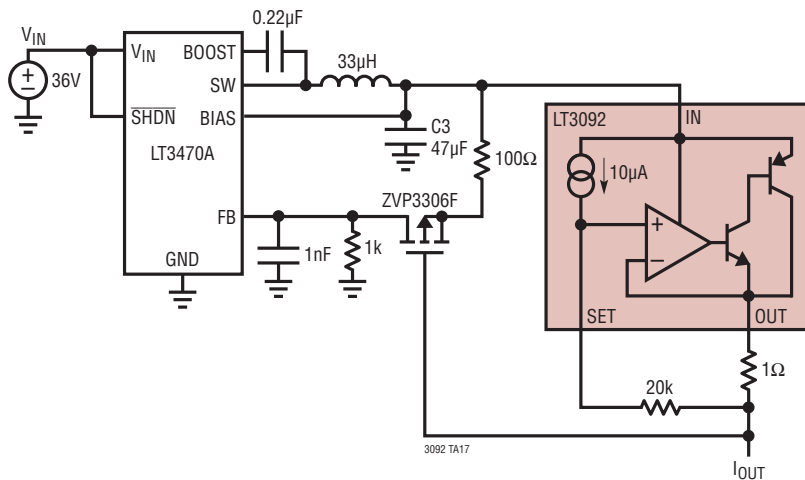 0.22µF
V_IN
V_IN
BOOST
33µH
SW
36V
SHDN
BIAS
C3
47µF
LT3470A
100Ω
ZVP3306F
FB
1nF
1k
GND
LT3092
IN
10µA
+
−
SET
OUT
1Ω
20k
3092 TA17
I_OUT